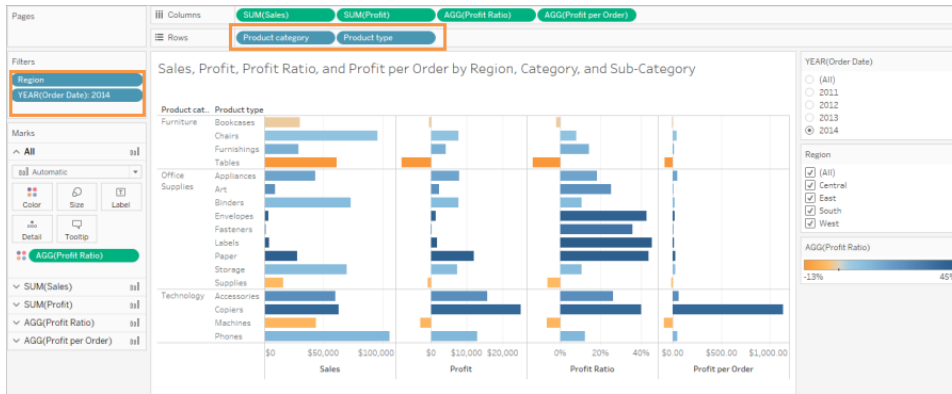 Pages
Columns
SUM(Sales)
SUM(Profit)
AGG(Profit Ratio)
AGG(Profit per Order)
Rows
Product category
Product type
Filters
Region
YEAR(Order Date): 2014
Marks
All
Automatic
Color
Size
Label
Detail
Tooltip
AGG(Profit Ratio)
SUM(Sales)
SUM(Profit)
AGG(Profit Ratio)
AGG(Profit per Order)
Sales, Profit, Profit Ratio, and Profit per Order by Region, Category, and Sub-Category
Product cat.. Product type
Furniture Bookcases
Chairs
Furnishings
Tables
Office Supplies Appliances
Art
Binders
Envelopes
Fasteners
Labels
Paper
Storage
Supplies
Technology Accessories
Copiers
Machines
Phones
$0 $50,000 $100,000 $0 $10,000 $20,000 0% 20% 40% $0.00 $500.00 $1,000.00
Sales Profit Profit Ratio Profit per Order
YEAR(Order Date)
(All)
2011
2012
2013
2014
Region
(All)
Central
East
South
West
AGG(Profit Ratio)
-13% 45%